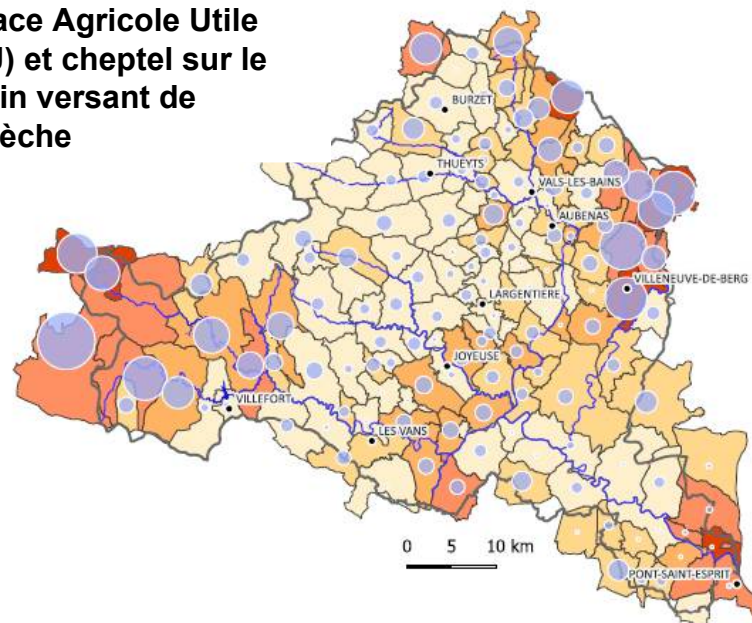 ace Agricole Utile
) et cheptel sur le
in versant de
èche
BURZET
THUEYTS
VALS-LES-BAINS
AUBENAS
VILLENEUVE-DE-BERG
LARGENTIERE
JOYEUSE
VILLEFORT
LES VANS
0 5 10 km
PONT-SAINT-ESPRIT